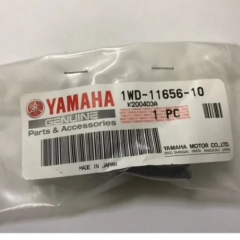 YAMAHA
GENUINE
Parts & Accessories
1WD-11656-10
K200403A
1 PC
MADE IN JAPAN
YAMAHA MOTOR CO.,LTD.